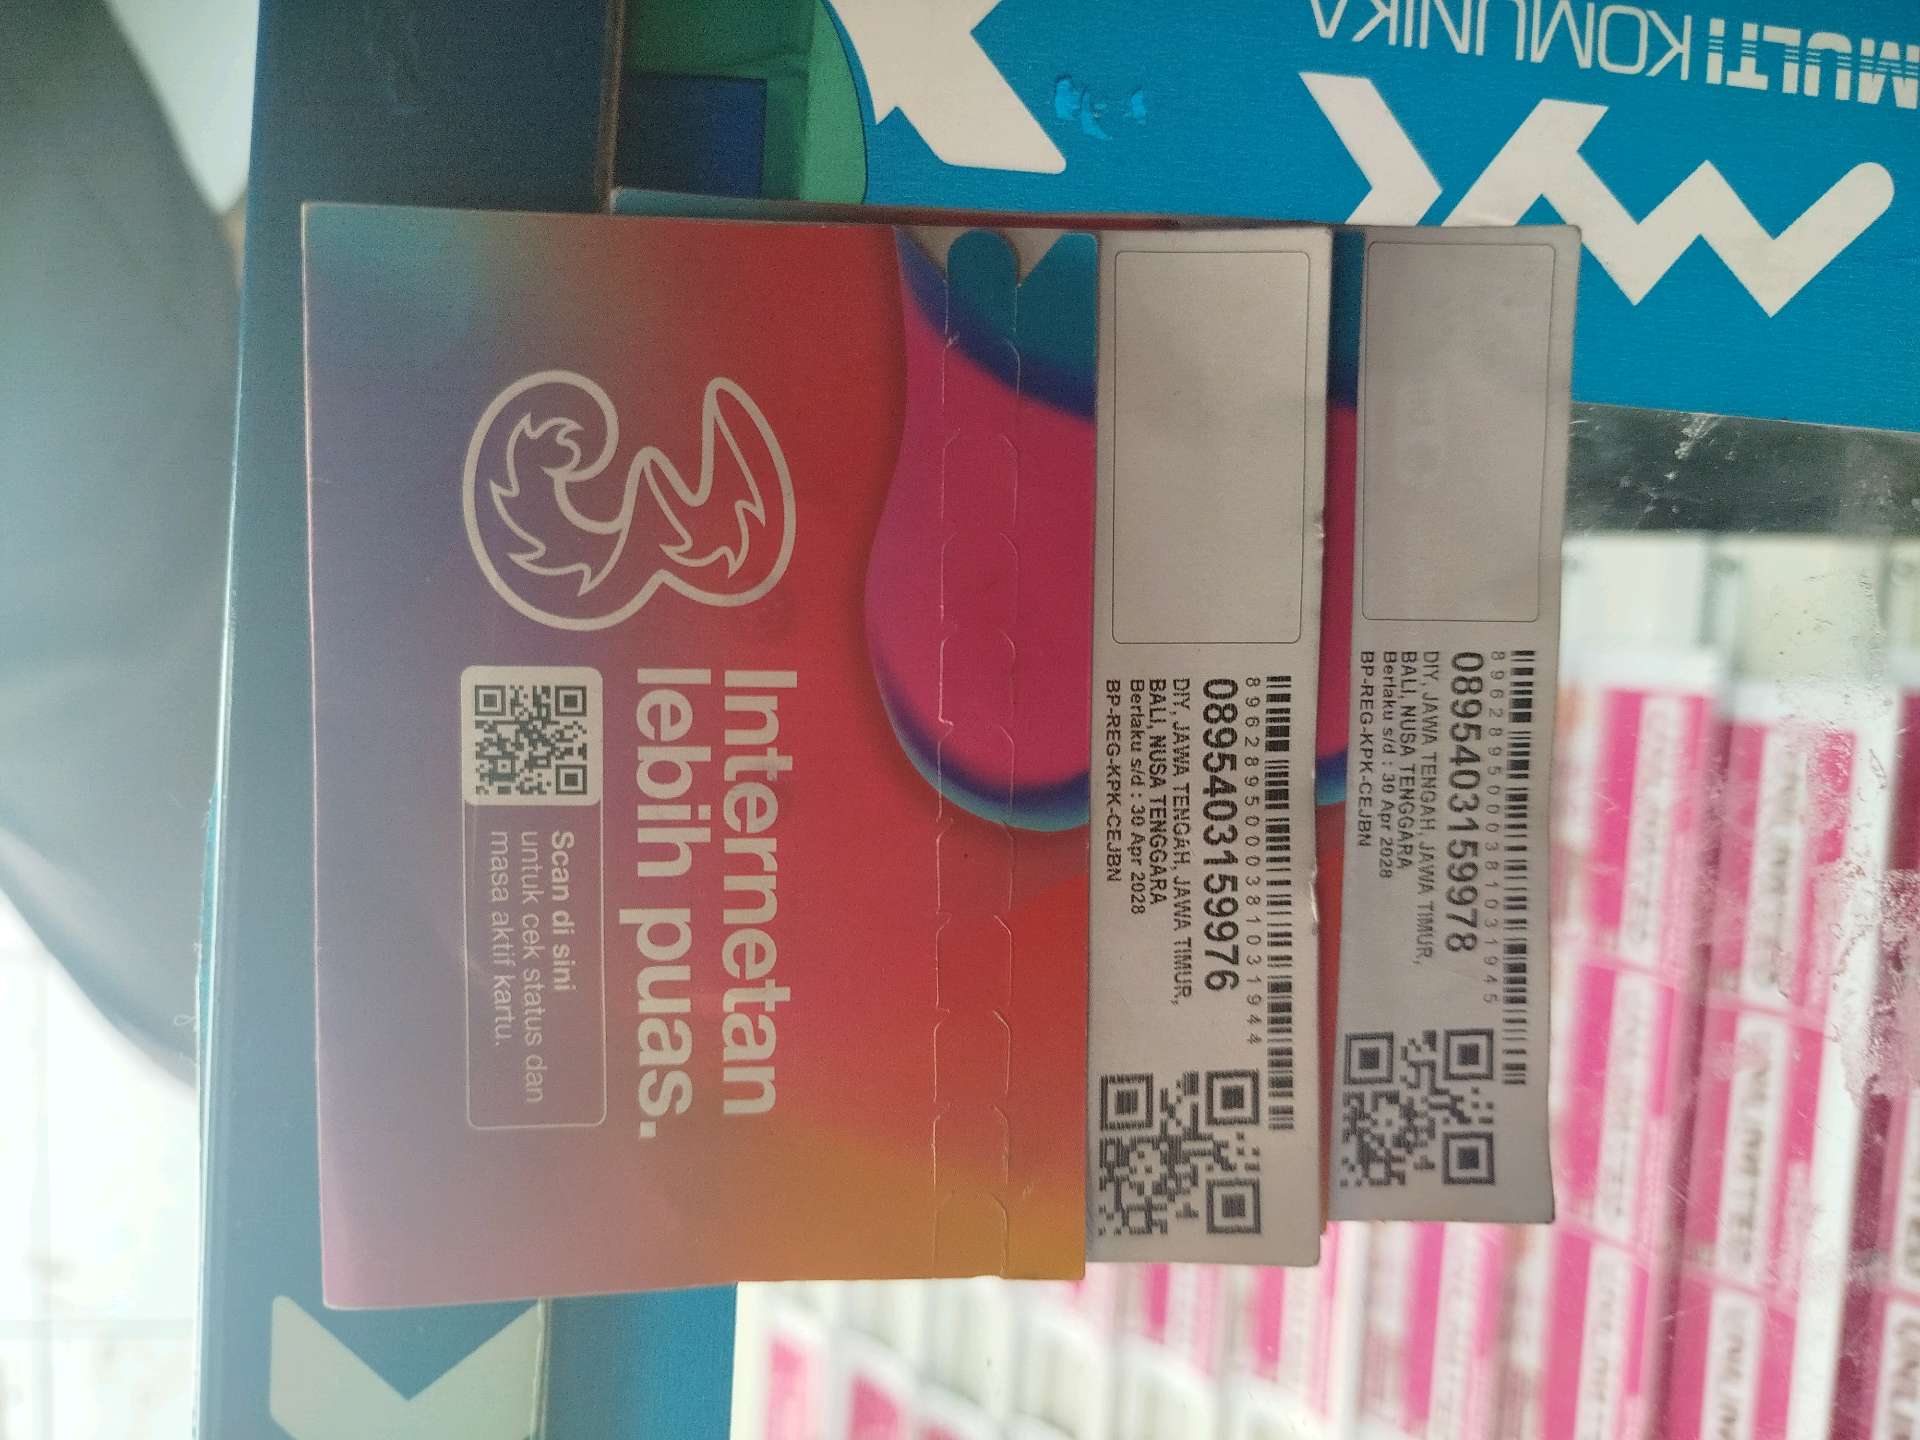 MULTI KOMUNIKA
Internetan
lebih puas.
Scan di sini
untuk cek status dan
masa aktif kartu.
8962895000381031944
0895403159976
DIY, JAWA TENGAH, JAWA TIMUR,
BALI, NUSA TENGGARA
Berlaku s/d : 30 Apr 2028
BP-REG-KPK-CEJBN
8962895000381031945
0895403159978
DIY, JAWA TENGAH, JAWA TIMUR,
BALI, NUSA TENGGARA
Berlaku s/d : 30 Apr 2028
BP-REG-KPK-CEJBN